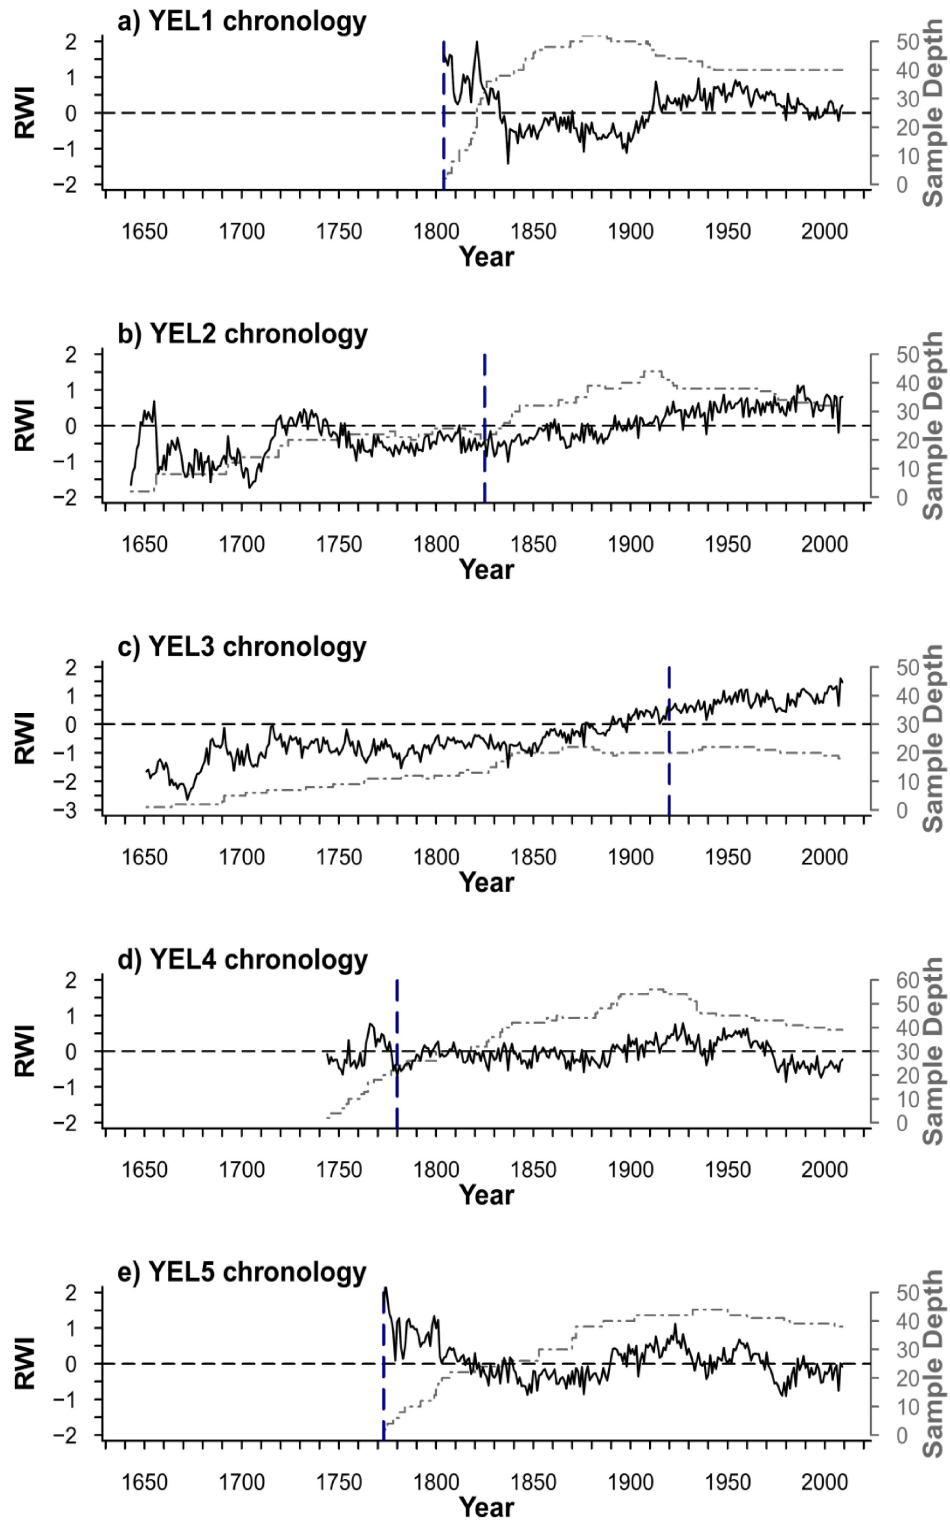 a) YEL1 chronology
2
1
0
−1
−2
RWI
50
40
30
20
10
0
Sample Depth
1650 1700 1750 1800 1850 1900 1950 2000
Year
b) YEL2 chronology
2
1
0
−1
−2
RWI
50
40
30
20
10
0
Sample Depth
1650 1700 1750 1800 1850 1900 1950 2000
Year
c) YEL3 chronology
2
1
0
−1
−2
−3
RWI
50
40
30
20
10
0
Sample Depth
1650 1700 1750 1800 1850 1900 1950 2000
Year
d) YEL4 chronology
2
1
0
−1
−2
RWI
60
50
40
30
20
10
0
Sample Depth
1650 1700 1750 1800 1850 1900 1950 2000
Year
e) YEL5 chronology
2
1
0
−1
−2
RWI
50
40
30
20
10
0
Sample Depth
1650 1700 1750 1800 1850 1900 1950 2000
Year